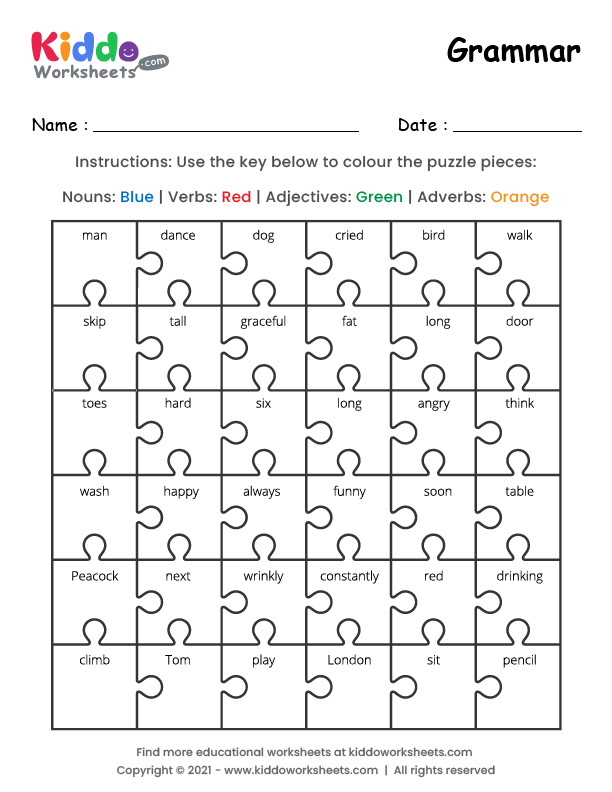 Kiddo
Worksheets.com
Grammar
Name :
Date :
Instructions: Use the key below to colour the puzzle pieces:
Nouns: Blue | Verbs: Red | Adjectives: Green | Adverbs: Orange
man dance dog cried bird walk
skip tall graceful fat long door
toes hard six long angry think
wash happy always funny soon table
Peacock next wrinkly constantly red drinking
climb Tom play London sit pencil
Find more educational worksheets at kiddoworksheets.com
Copyright © 2021 - www.kiddoworksheets.com | All rights reserved